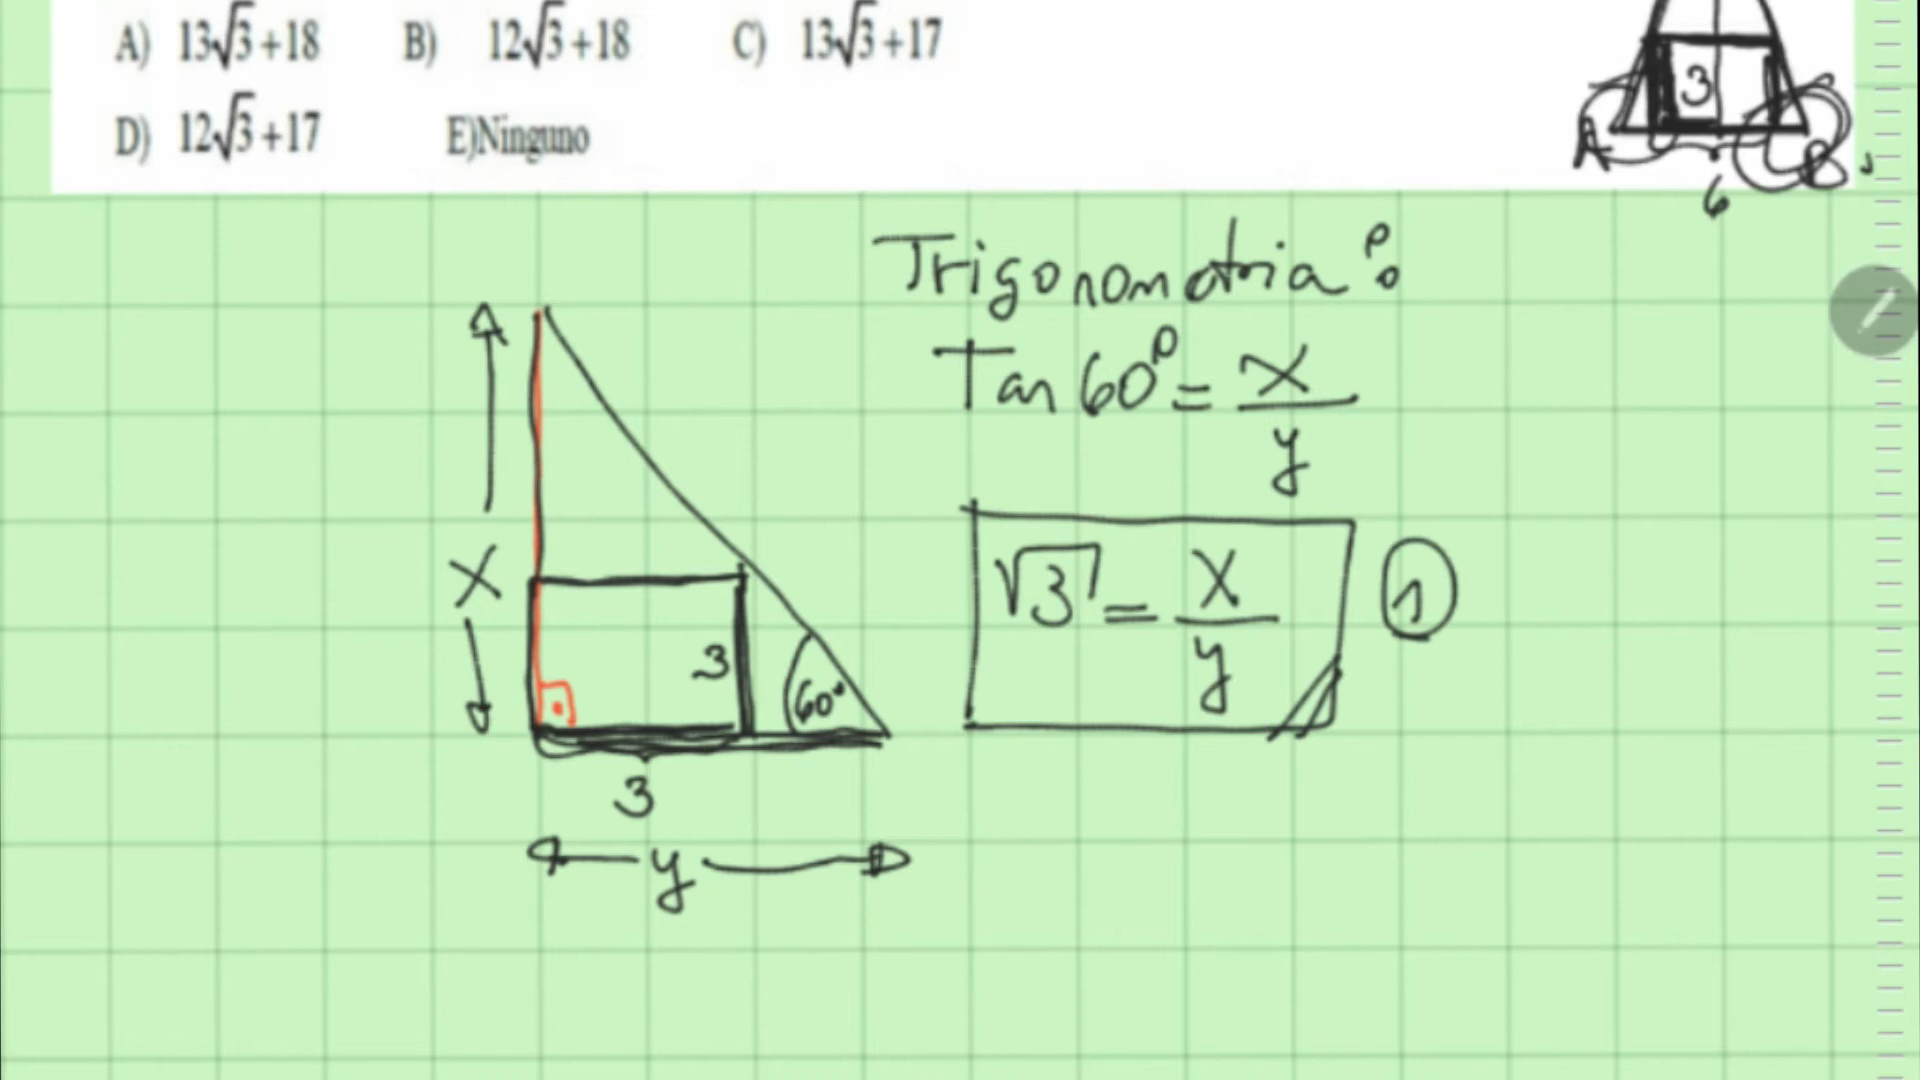 A) 13√3+18 B) 12√3+18 C) 13√3+17
D) 12√3+17 E)Ninguno
3
A B
6
Trigonometria:
Tan 60° = x/y
√3 = x/y 1
x
3
60°
3
y